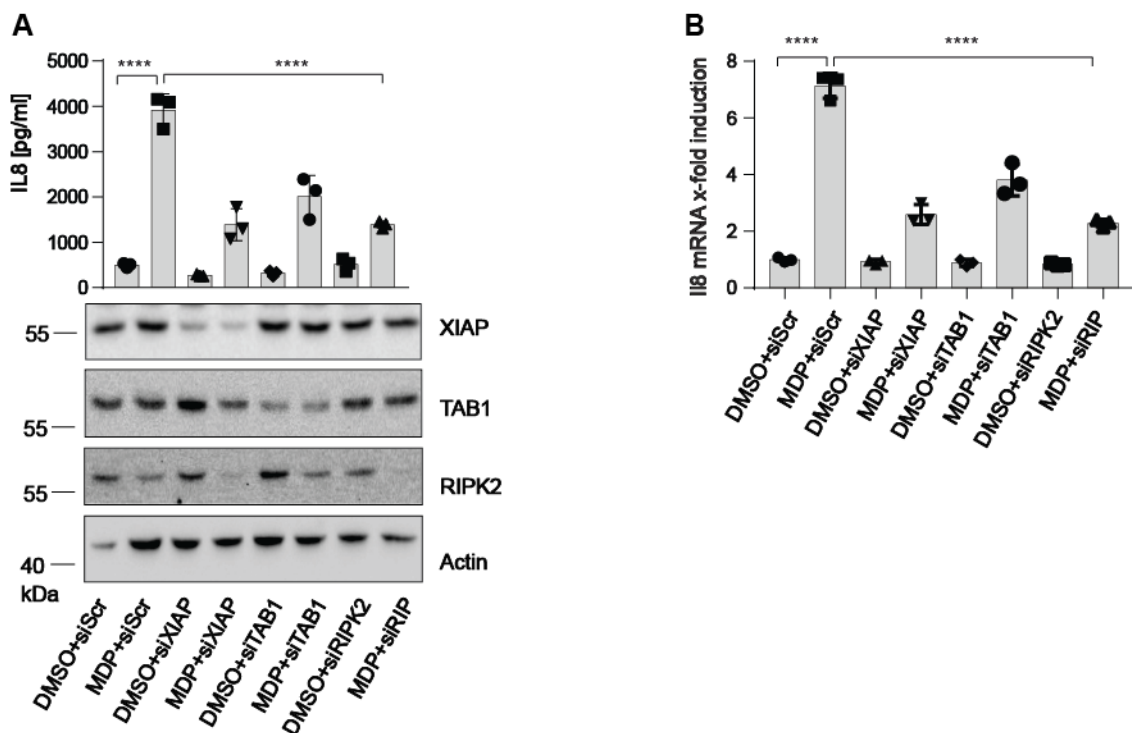 A
**** ****
5000
4000
3000
2000
1000
0
IL8 [pg/ml]
55 XIAP
55 TAB1
55 RIPK2
40 Actin
kDa
DMSO+siScr
MDP+siScr
DMSO+siXIAP
MDP+siXIAP
DMSO+siTAB1
MDP+siTAB1
DMSO+siRIPK2
MDP+siRIP
B
**** ****
8
6
4
2
0
Il8 mRNA x-fold induction
DMSO+siScr
MDP+siScr
DMSO+siXIAP
MDP+siXIAP
DMSO+siTAB1
MDP+siTAB1
DMSO+siRIPK2
MDP+siRIP